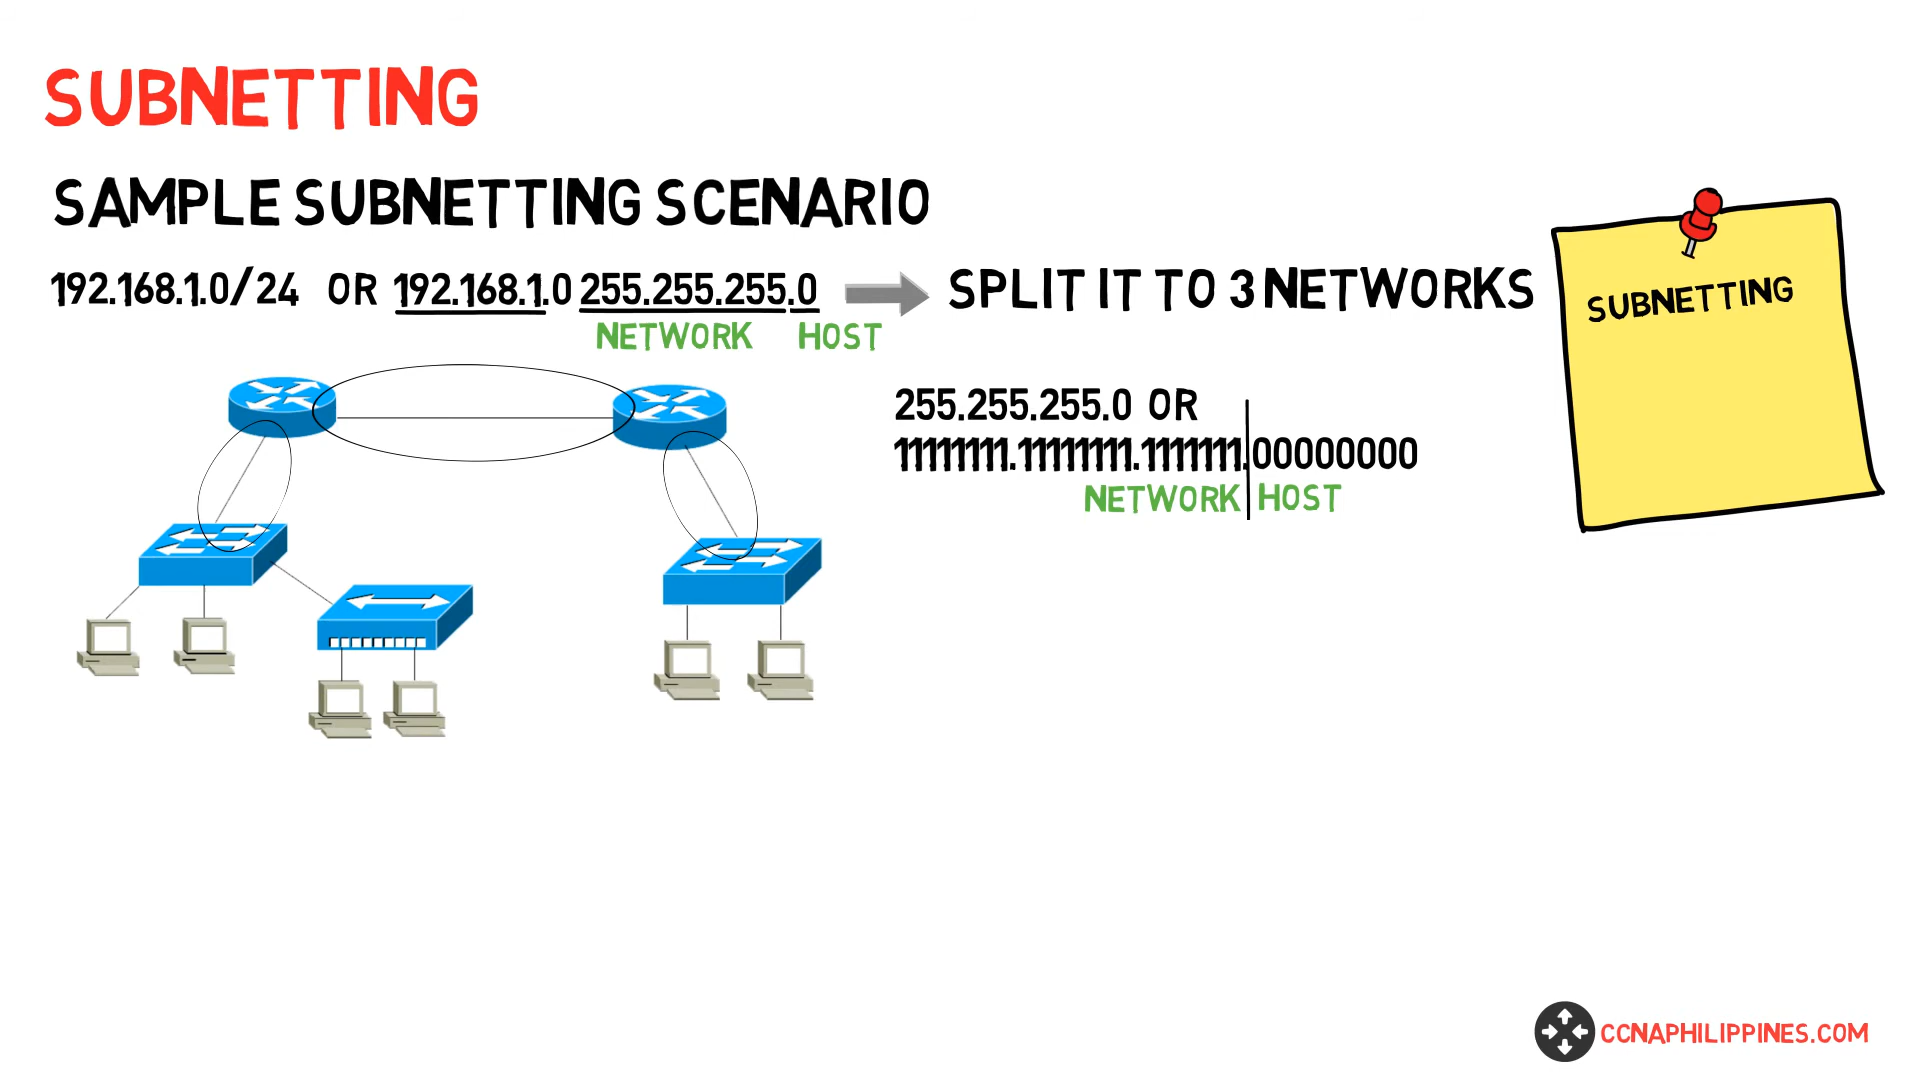 SUBNETTING
SAMPLE SUBNETTING SCENARIO
192.168.1.0/24 OR 192.168.1.0 255.255.255.0 SPLIT IT TO 3 NETWORKS
NETWORK HOST
SUBNETTING
255.255.255.0 OR
11111111.11111111.1111111.00000000
NETWORK HOST
CCNAPHILIPPINES.COM